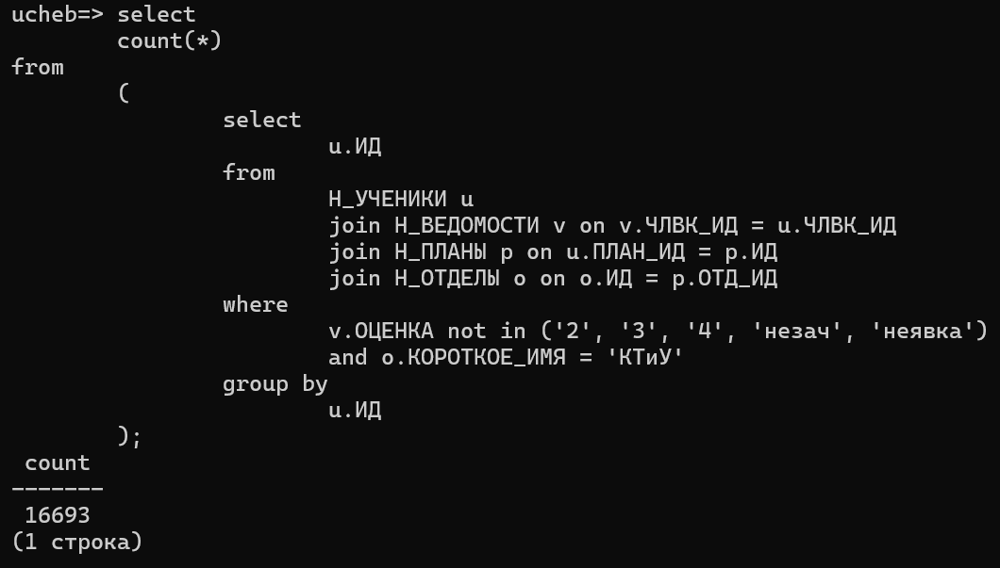 ucheb=> select
        count(*)
from
        (
                select
                        u.ИД
                from
                        Н_УЧЕНИКИ u
                        join Н_ВЕДОМОСТИ v on v.ЧЛВК_ИД = u.ЧЛВК_ИД
                        join Н_ПЛАНЫ p on u.ПЛАН_ИД = p.ИД
                        join Н_ОТДЕЛЫ o on o.ИД = p.ОТД_ИД
                where
                        v.ОЦЕНКА not in ('2', '3', '4', 'незач', 'неявка')
                        and o.КОРОТКОЕ_ИМЯ = 'КТиУ'
                group by
                        u.ИД
        );
 count
-------
 16693
(1 строка)